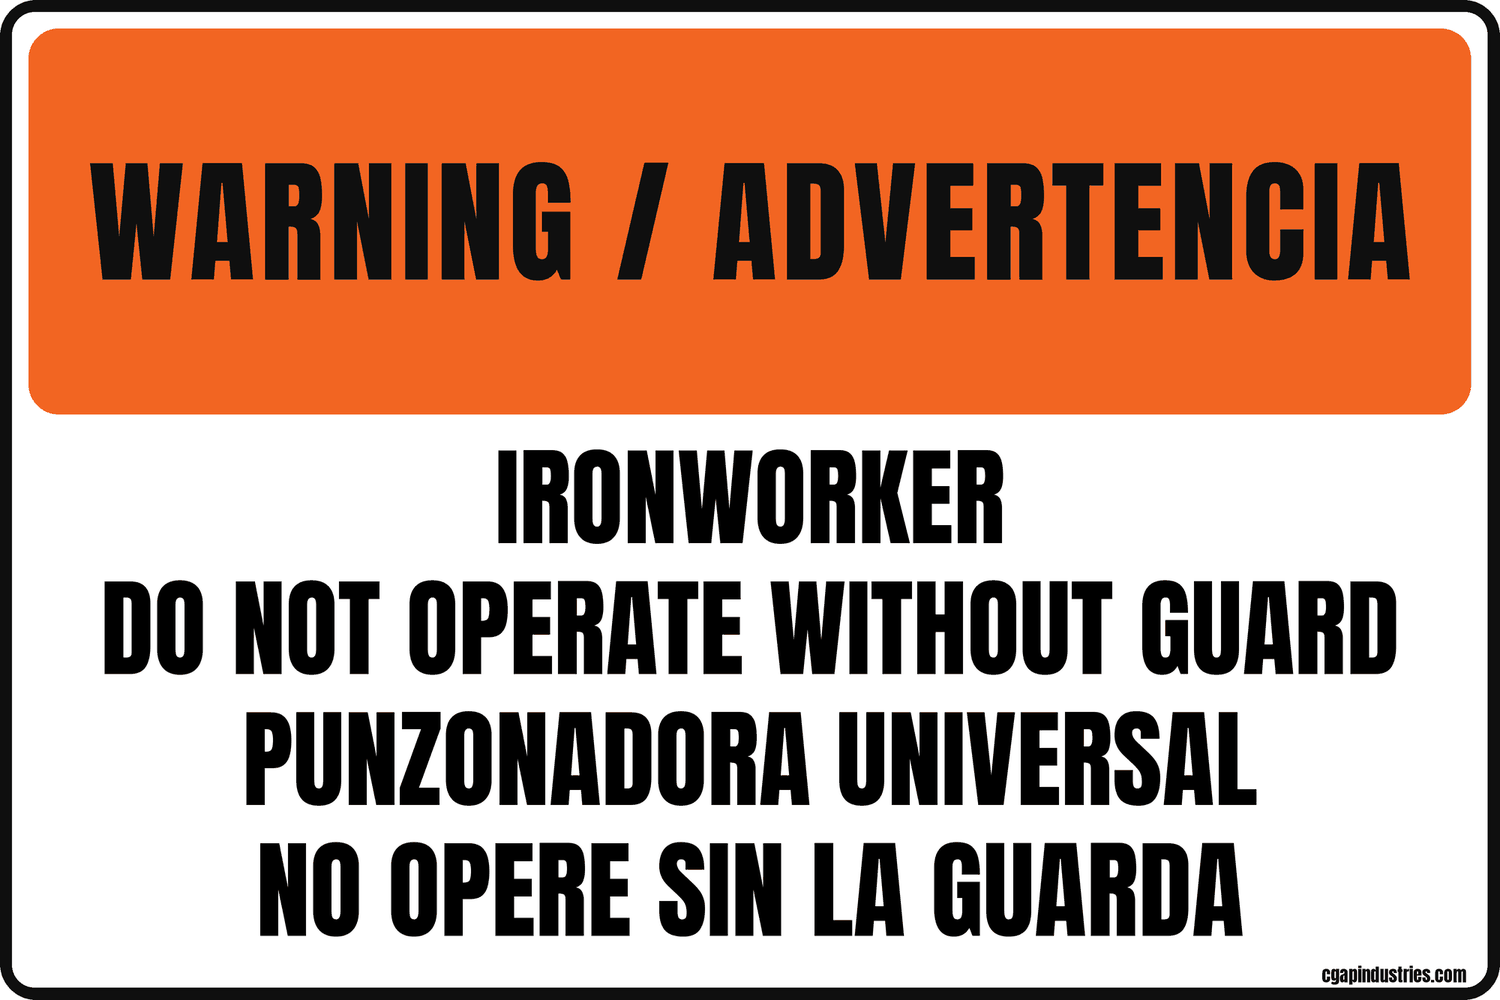 WARNING / ADVERTENCIA
IRONWORKER
DO NOT OPERATE WITHOUT GUARD
PUNZONADORA UNIVERSAL
NO OPERE SIN LA GUARDA
cgapindustries.com